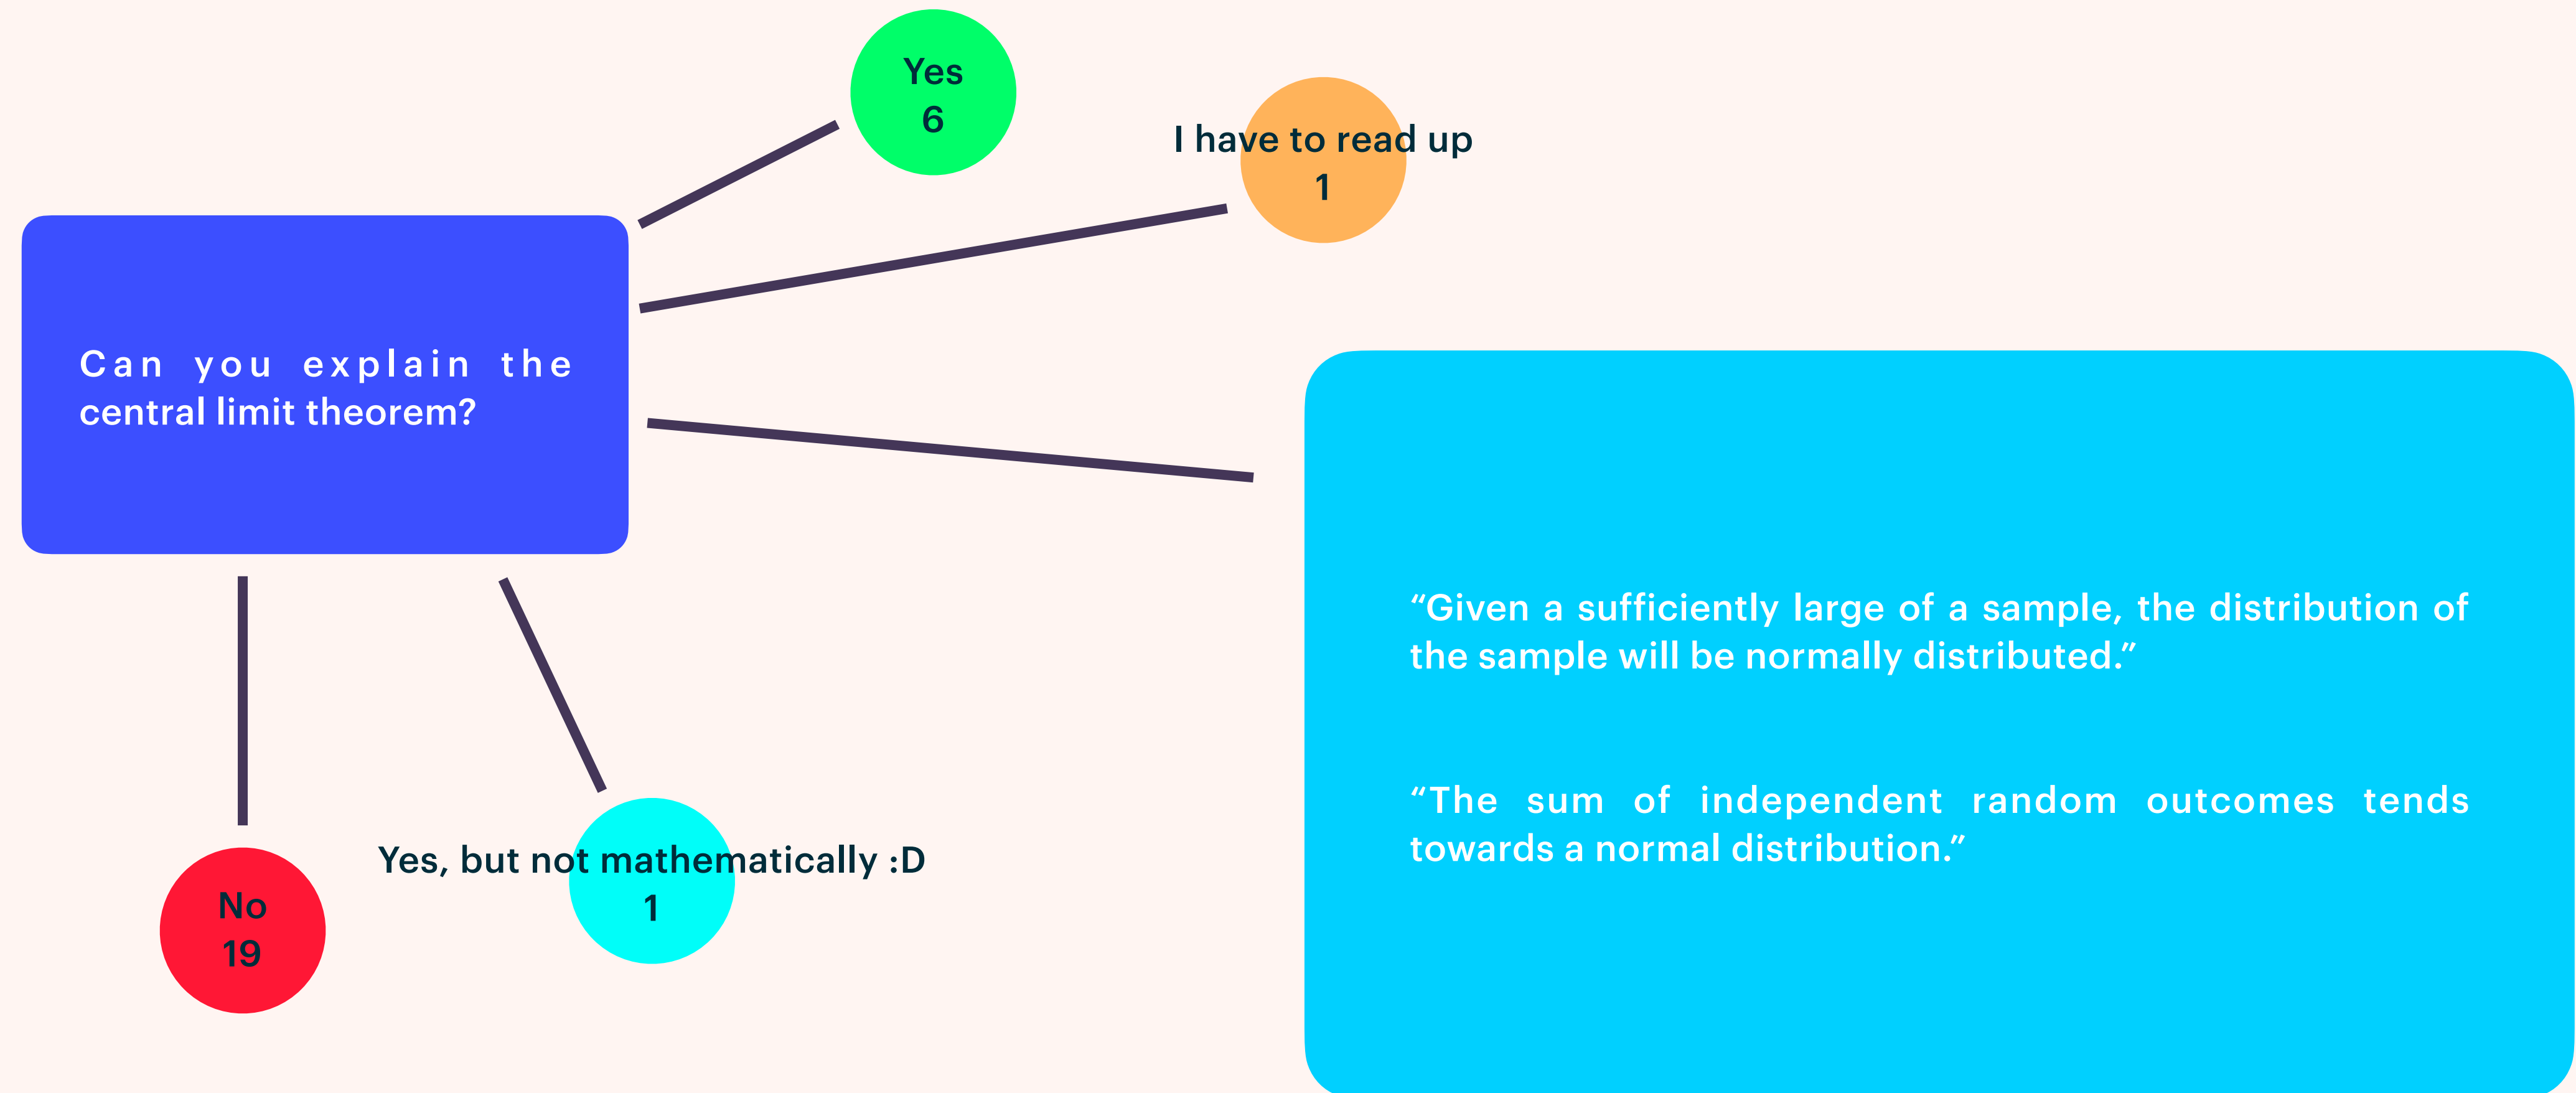 Yes
6
I have to read up
1
Can you explain the
central limit theorem?
“Given a sufficiently large of a sample, the distribution of
the sample will be normally distributed.”
“The sum of independent random outcomes tends
towards a normal distribution.”
Yes, but not mathematically :D
1
No
19